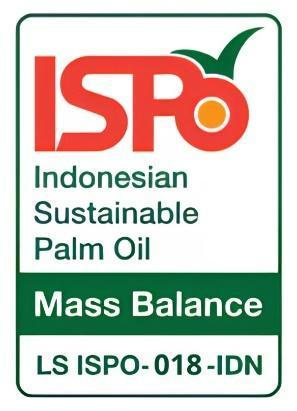 ISPO
Indonesian
Sustainable
Palm Oil
Mass Balance
LS ISPO-018-IDN